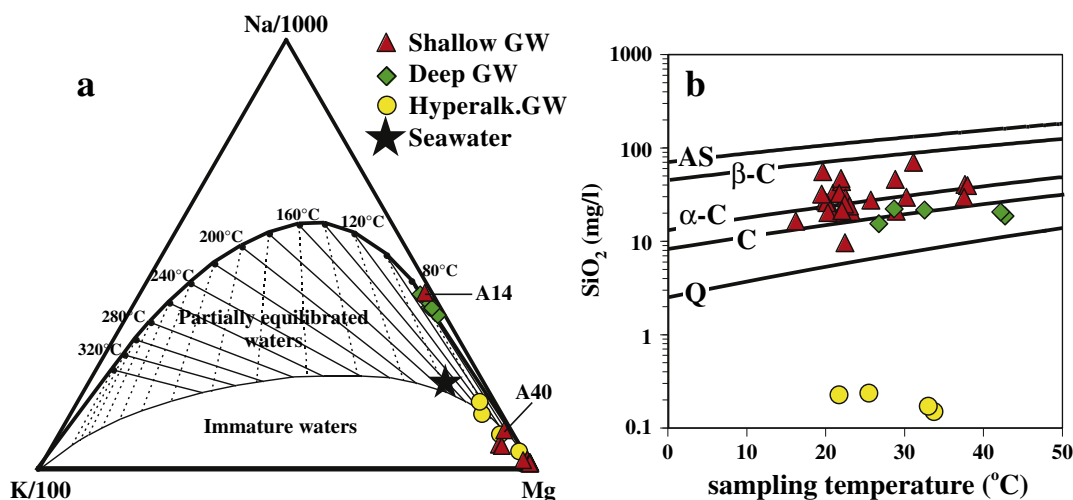 Na/1000
a
Shallow GW
Deep GW
Hyperalk.GW
Seawater
160°C
120°C
200°C
80°C
240°C
A14
280°C
Partially equilibrated
waters
320°C
A40
Immature waters
K/100
Mg
b
1000
100
10
1
0.1
SiO2 (mg/l)
AS
β-C
α-C
C
Q
0
10
20
30
40
50
sampling temperature (°C)